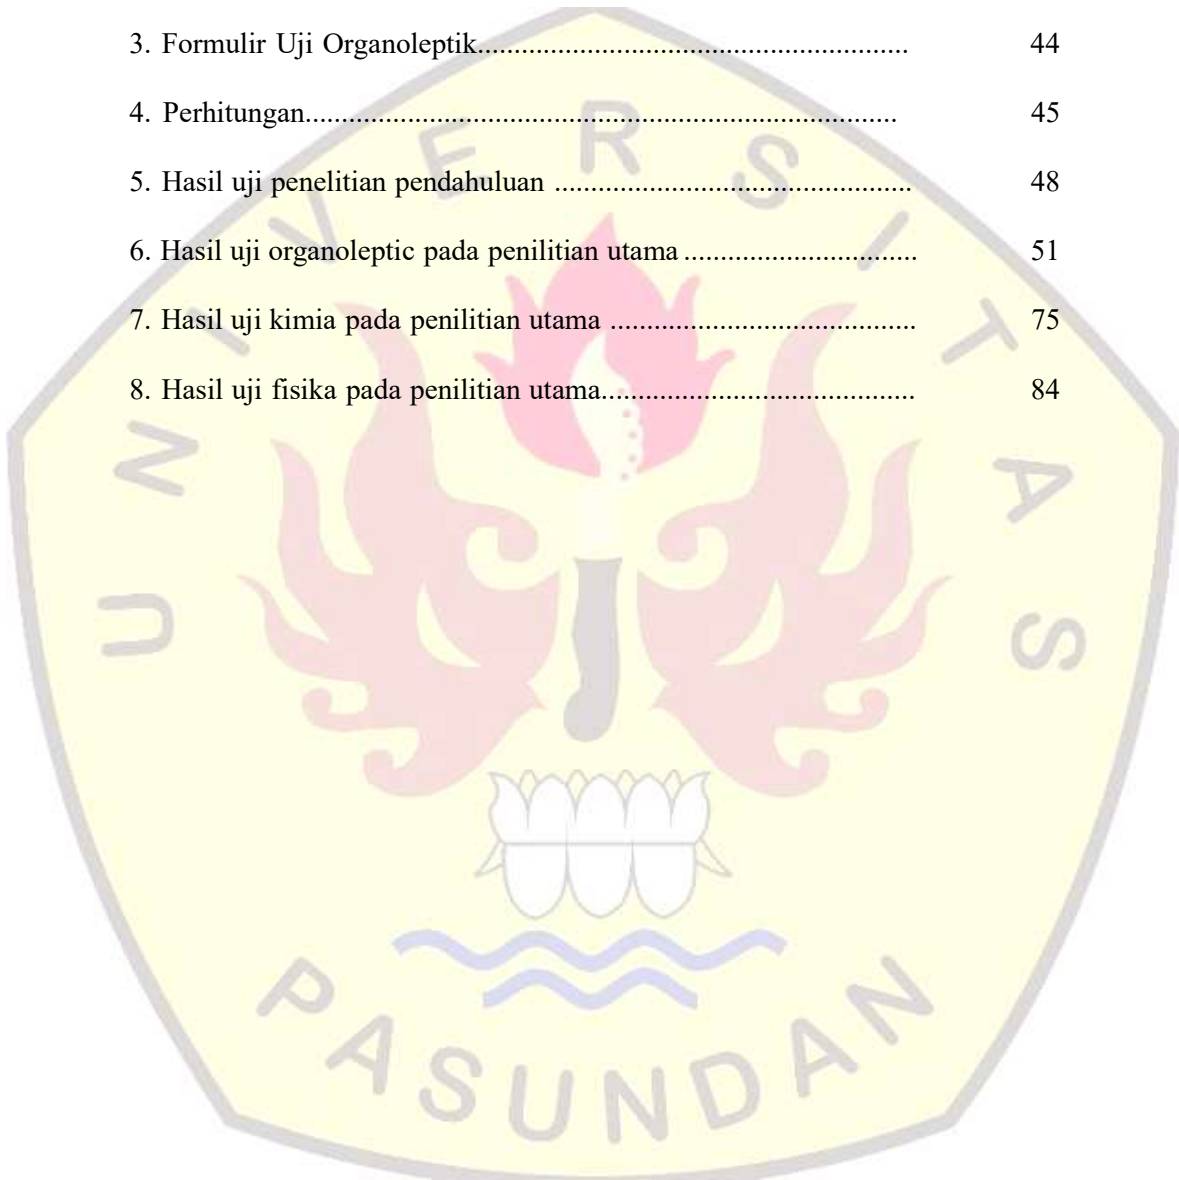 3. Formulir Uji Organoleptik........................................................... 44
4. Perhitungan................................................................................. 45
5. Hasil uji penelitian pendahuluan ................................................. 48
6. Hasil uji organoleptic pada penilitian utama ................................ 51
7. Hasil uji kimia pada penilitian utama .......................................... 75
8. Hasil uji fisika pada penilitian utama........................................... 84
UNIVERSITAS
PASUNDAN